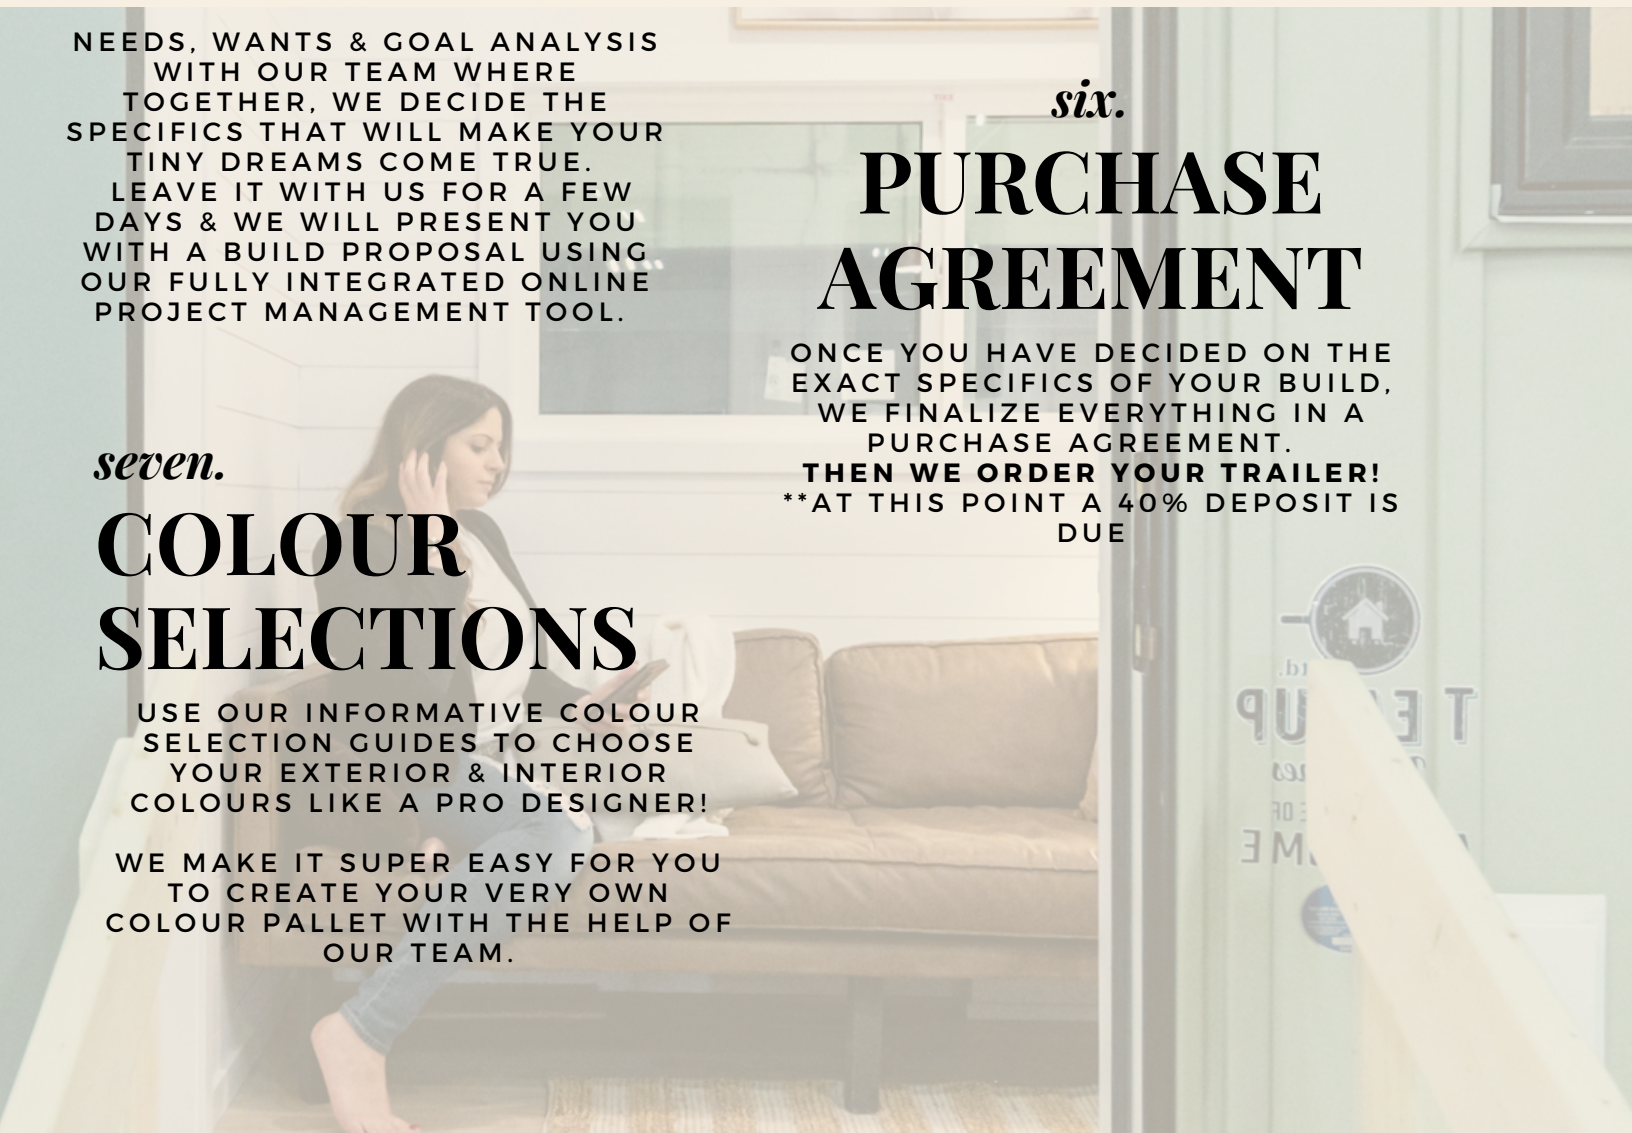 NEEDS, WANTS & GOAL ANALYSIS
WITH OUR TEAM WHERE
TOGETHER, WE DECIDE THE
SPECIFICS THAT WILL MAKE YOUR
TINY DREAMS COME TRUE.
LEAVE IT WITH US FOR A FEW
DAYS & WE WILL PRESENT YOU
WITH A BUILD PROPOSAL USING
OUR FULLY INTEGRATED ONLINE
PROJECT MANAGEMENT TOOL.
six.
PURCHASE
AGREEMENT
ONCE YOU HAVE DECIDED ON THE
EXACT SPECIFICS OF YOUR BUILD,
WE FINALIZE EVERYTHING IN A
PURCHASE AGREEMENT.
THEN WE ORDER YOUR TRAILER!
**AT THIS POINT A 40% DEPOSIT IS
DUE
seven.
COLOUR
SELECTIONS
USE OUR INFORMATIVE COLOUR
SELECTION GUIDES TO CHOOSE
YOUR EXTERIOR & INTERIOR
COLOURS LIKE A PRO DESIGNER!
WE MAKE IT SUPER EASY FOR YOU
TO CREATE YOUR VERY OWN
COLOUR PALLET WITH THE HELP OF
OUR TEAM.